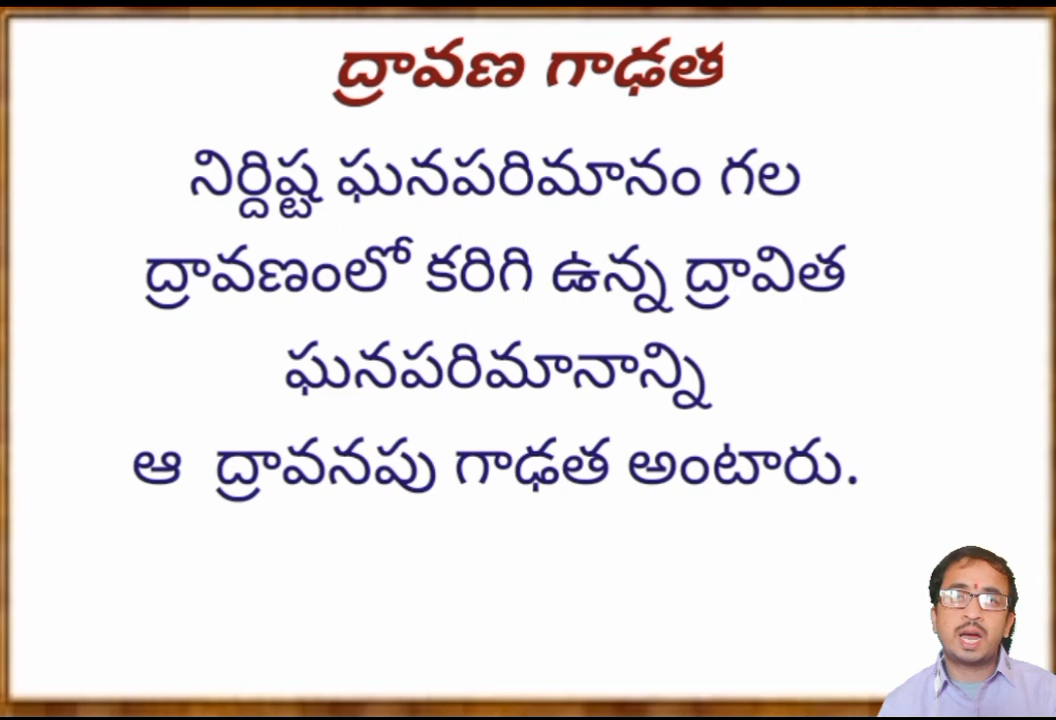 ద్రావణ గాఢత
నిర్దిష్ట ఘనపరిమానం గల
ద్రావణంలో కరిగి ఉన్న ద్రావిత
ఘనపరిమానాన్ని
ఆ ద్రావనపు గాఢత అంటారు.